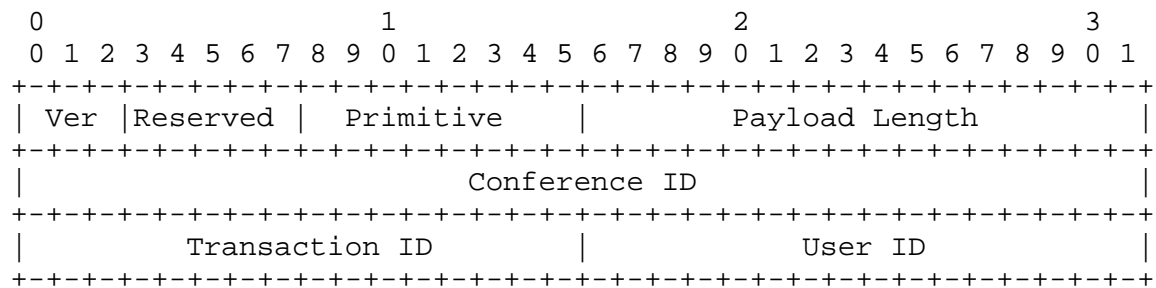 0                   1                   2                   3
 0 1 2 3 4 5 6 7 8 9 0 1 2 3 4 5 6 7 8 9 0 1 2 3 4 5 6 7 8 9 0 1
+-+-+-+-+-+-+-+-+-+-+-+-+-+-+-+-+-+-+-+-+-+-+-+-+-+-+-+-+-+-+-+-+
| Ver |Reserved |  Primitive    |        Payload Length         |
+-+-+-+-+-+-+-+-+-+-+-+-+-+-+-+-+-+-+-+-+-+-+-+-+-+-+-+-+-+-+-+-+
|                         Conference ID                         |
+-+-+-+-+-+-+-+-+-+-+-+-+-+-+-+-+-+-+-+-+-+-+-+-+-+-+-+-+-+-+-+-+
|         Transaction ID        |            User ID            |
+-+-+-+-+-+-+-+-+-+-+-+-+-+-+-+-+-+-+-+-+-+-+-+-+-+-+-+-+-+-+-+-+